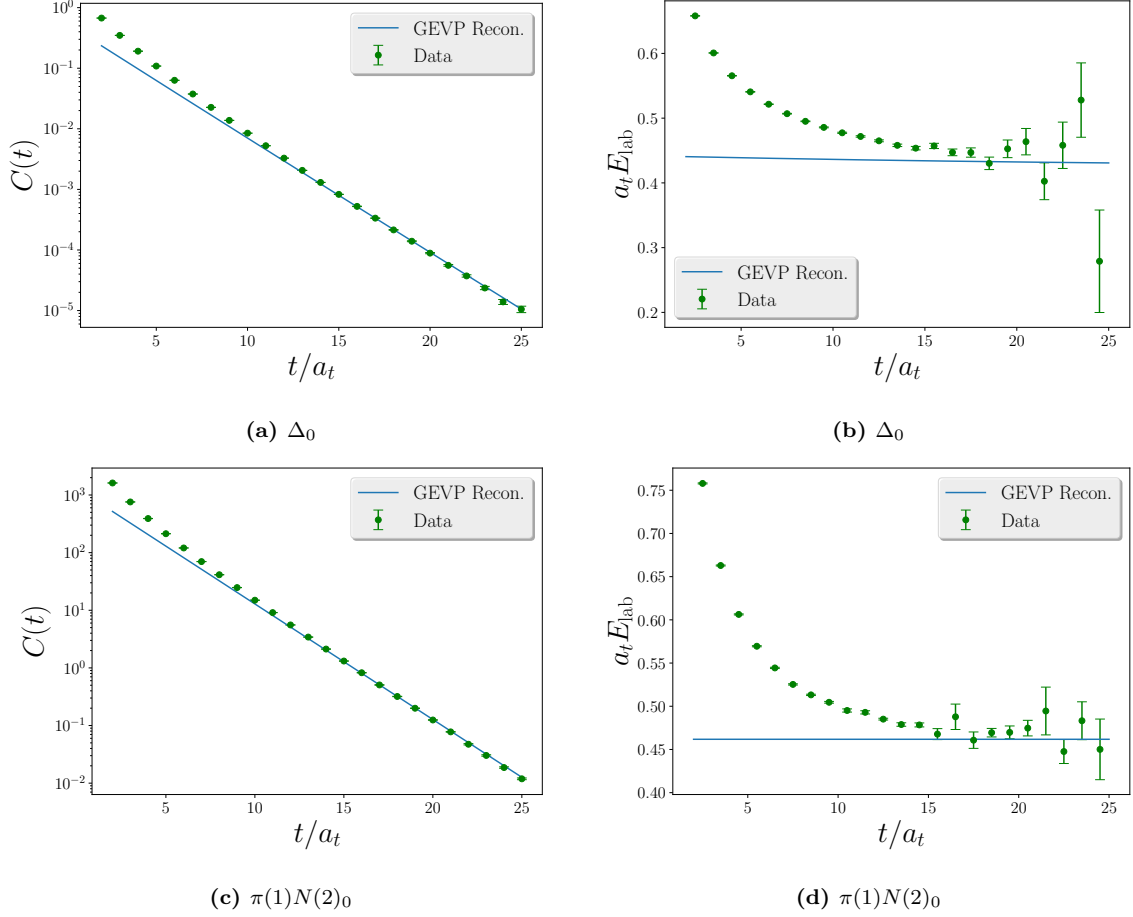 10^0
10^{-1}
10^{-2}
10^{-3}
10^{-4}
10^{-5}
C(t)
GEVP Recon.
Data
5
10
15
20
25
t/a_t
(a) Δ_0
0.6
0.5
0.4
0.3
0.2
a_t E_lab
GEVP Recon.
Data
5
10
15
20
25
t/a_t
(b) Δ_0
10^3
10^2
10^1
10^0
10^{-1}
10^{-2}
C(t)
GEVP Recon.
Data
5
10
15
20
25
t/a_t
(c) π(1)N(2)_0
0.75
0.70
0.65
0.60
0.55
0.50
0.45
0.40
a_t E_lab
GEVP Recon.
Data
5
10
15
20
25
t/a_t
(d) π(1)N(2)_0